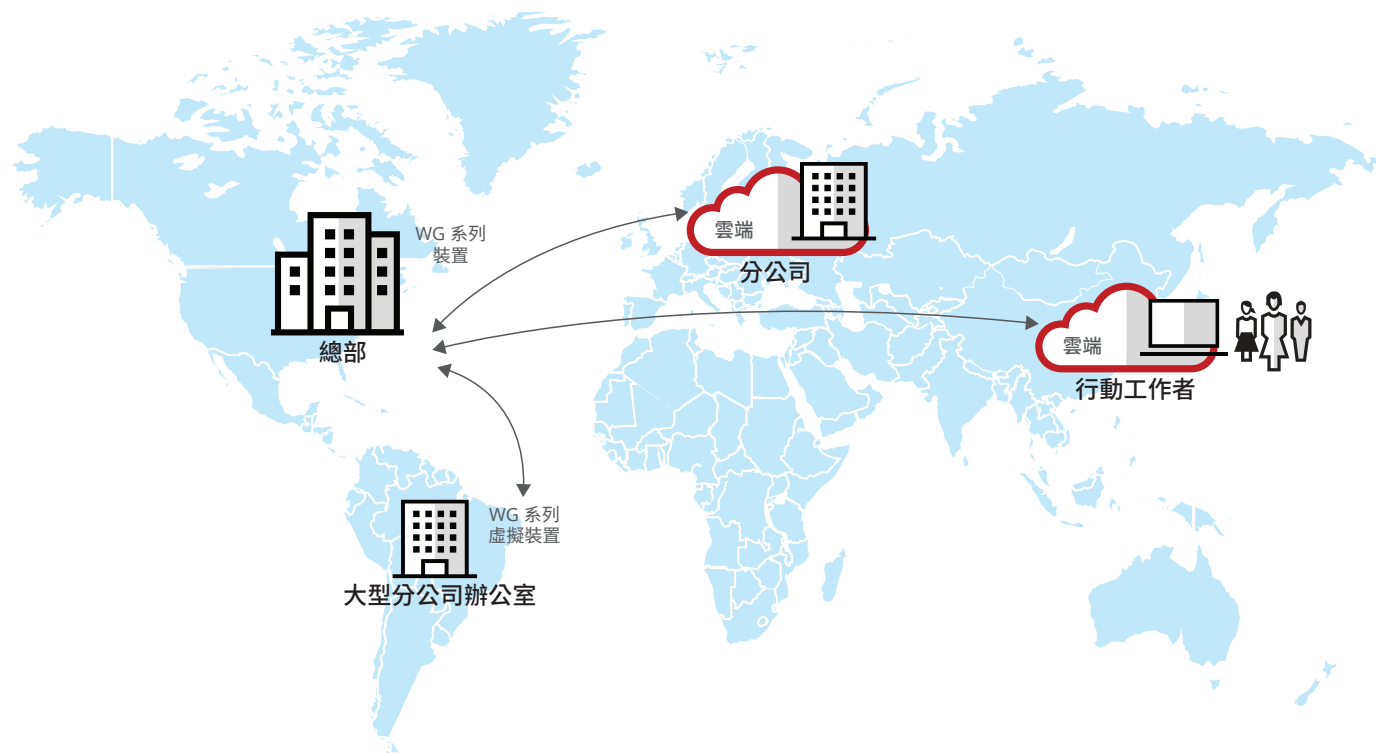 WG 系列
裝置
總部
雲端
分公司
雲端
行動工作者
WG 系列
虛擬裝置
大型分公司辦公室